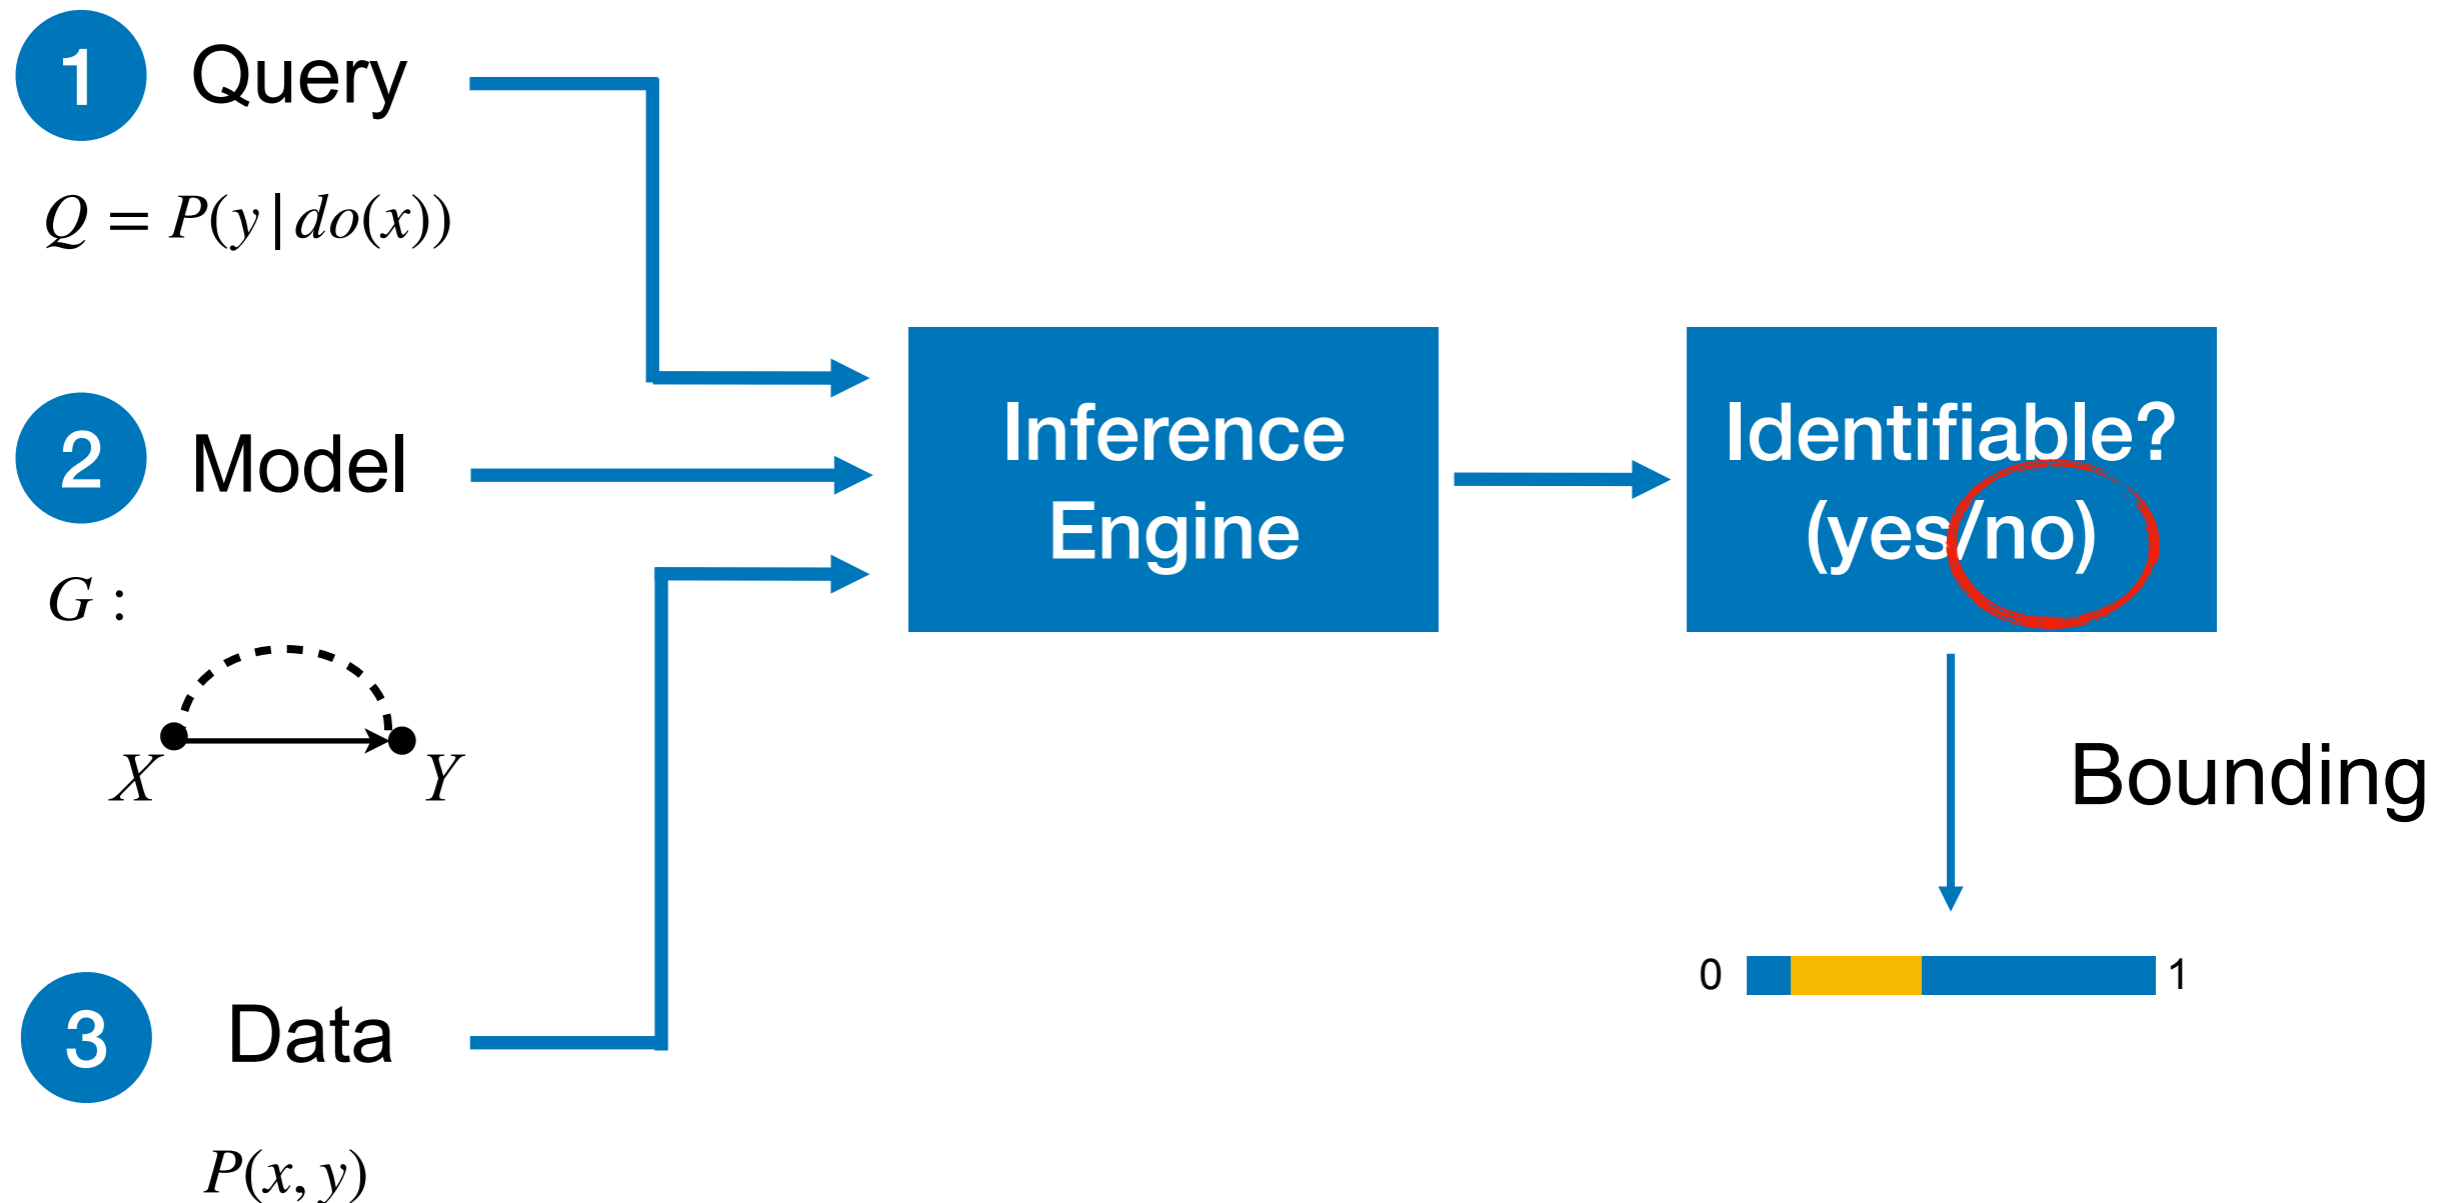 1 Query
Q = P(y | do(x))
2 Model
G :
X Y
3 Data
P(x, y)
Inference
Engine
Identifiable?
(yes/no)
Bounding
0 1